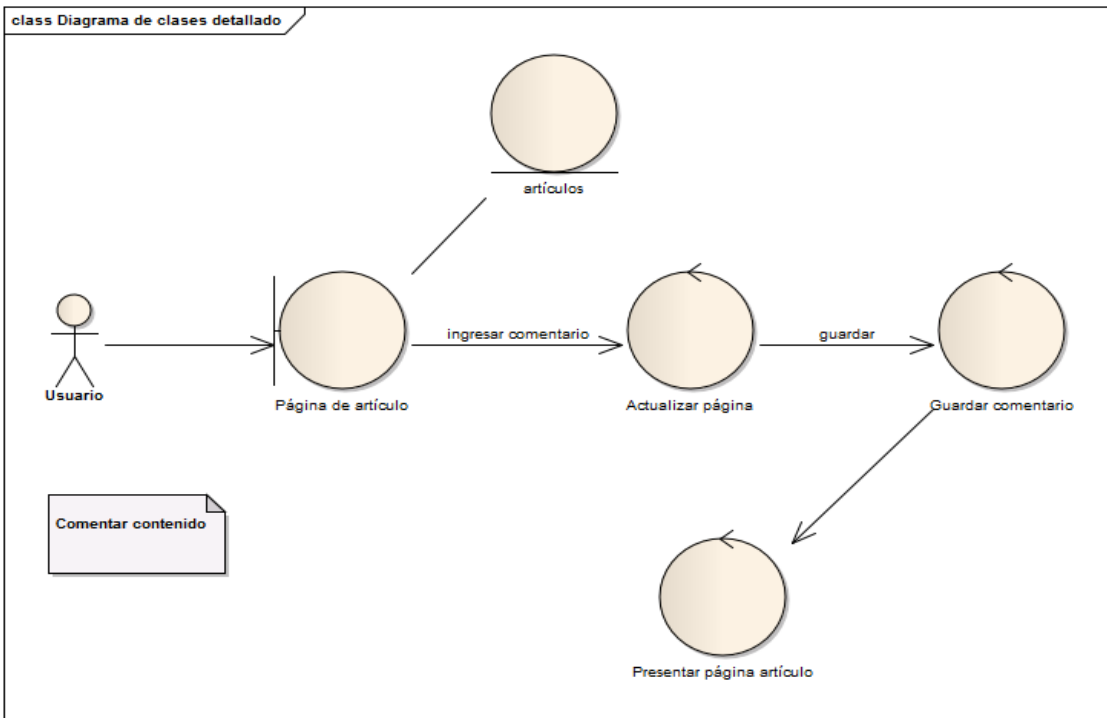 class Diagrama de clases detallado
artículos
ingresar comentario
guardar
Usuario
Página de artículo
Actualizar página
Guardar comentario
Comentar contenido
Presentar página artículo